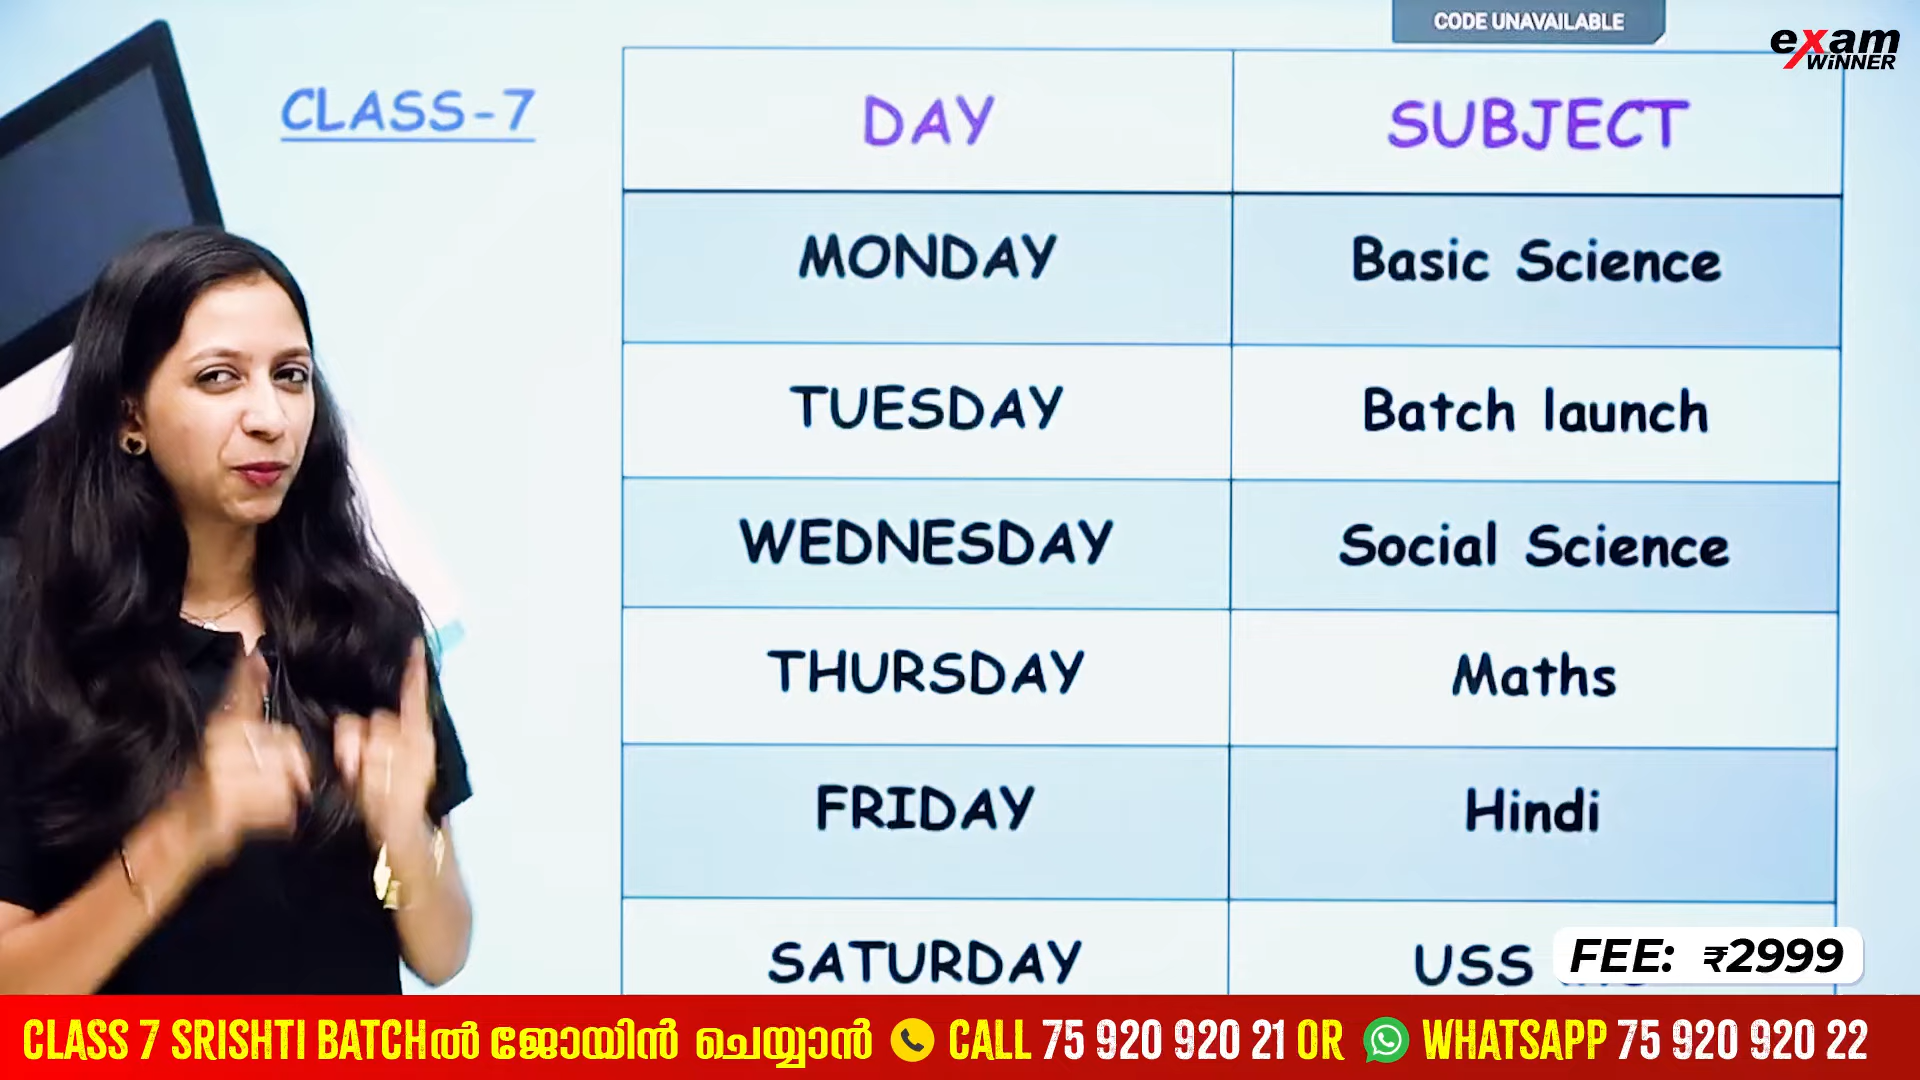 CODE UNAVAILABLE
exam
WiNNER
CLASS-7
DAY SUBJECT
MONDAY Basic Science
TUESDAY Batch launch
WEDNESDAY Social Science
THURSDAY Maths
FRIDAY Hindi
SATURDAY USS
FEE: ₹2999
CLASS 7 SRISHTI BATCHൽ ജോയിൻ ചെയ്യാൻ CALL 75 920 920 21 OR WHATSAPP 75 920 920 22